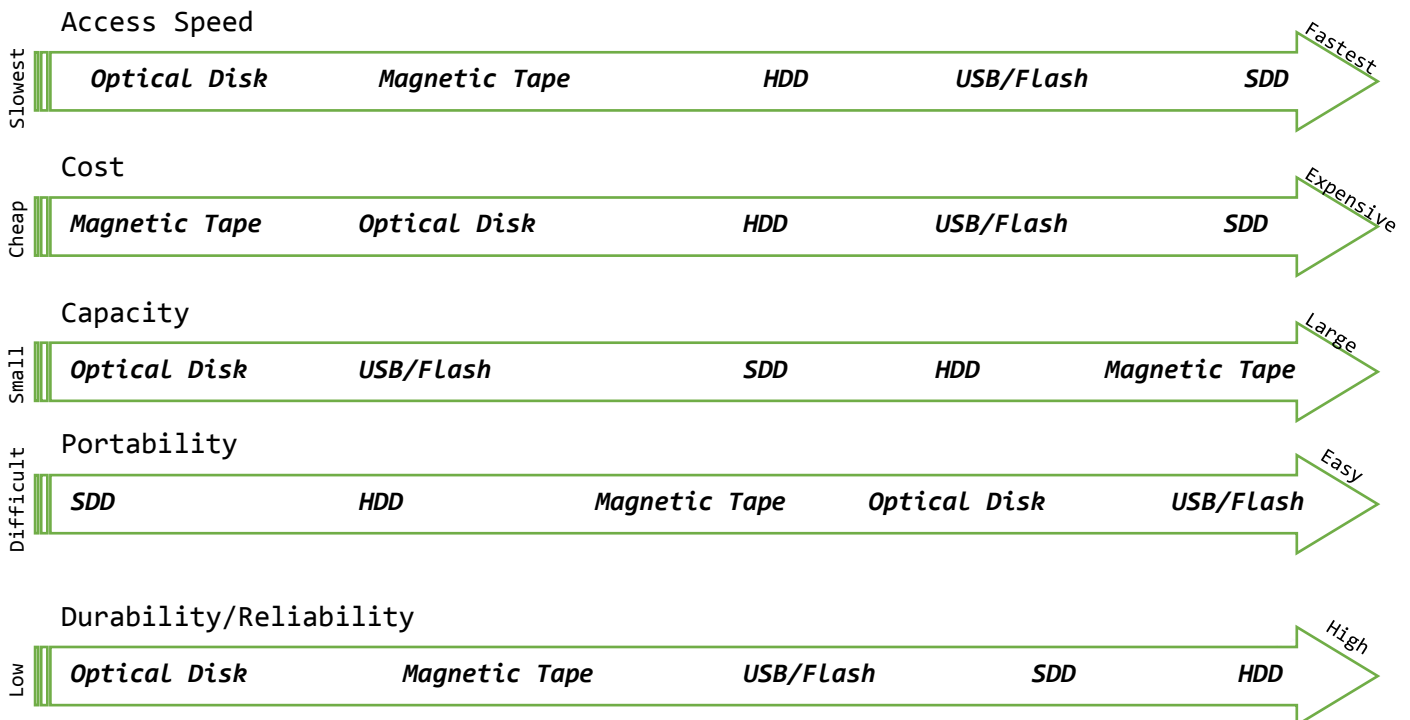 Access Speed
Slowest Optical Disk Magnetic Tape HDD USB/Flash SDD Fastest
Cost
Cheap Magnetic Tape Optical Disk HDD USB/Flash SDD Expensive
Capacity
Small Optical Disk USB/Flash SDD HDD Magnetic Tape Large
Portability
Difficult SDD HDD Magnetic Tape Optical Disk USB/Flash Easy
Durability/Reliability
Low Optical Disk Magnetic Tape USB/Flash SDD HDD High